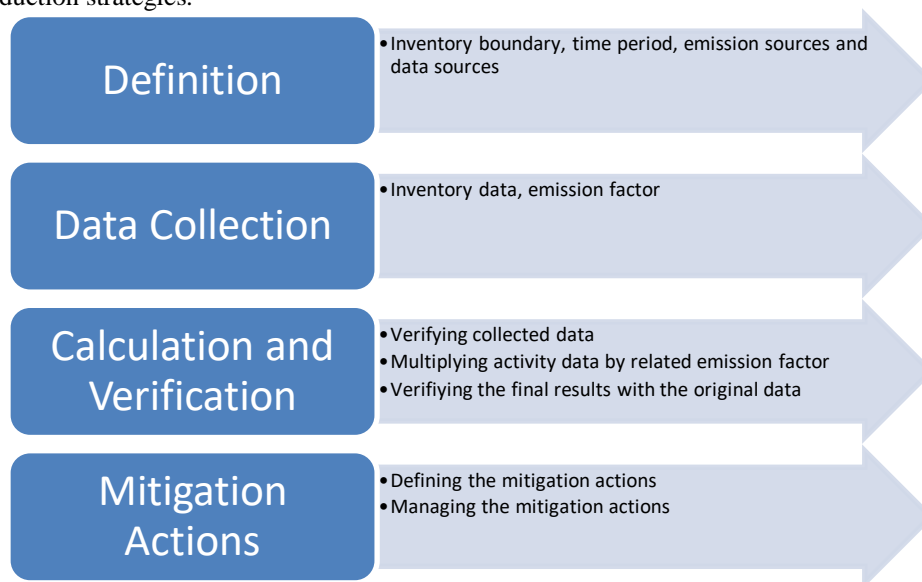 duction strategies.
Definition
•Inventory boundary, time period, emission sources and
data sources
Data Collection
•Inventory data, emission factor
Calculation and
Verification
•Verifying collected data
•Multiplying activity data by related emission factor
•Verifiying the final results with the original data
Mitigation
Actions
•Defining the mitigation actions
•Managing the mitigation actions